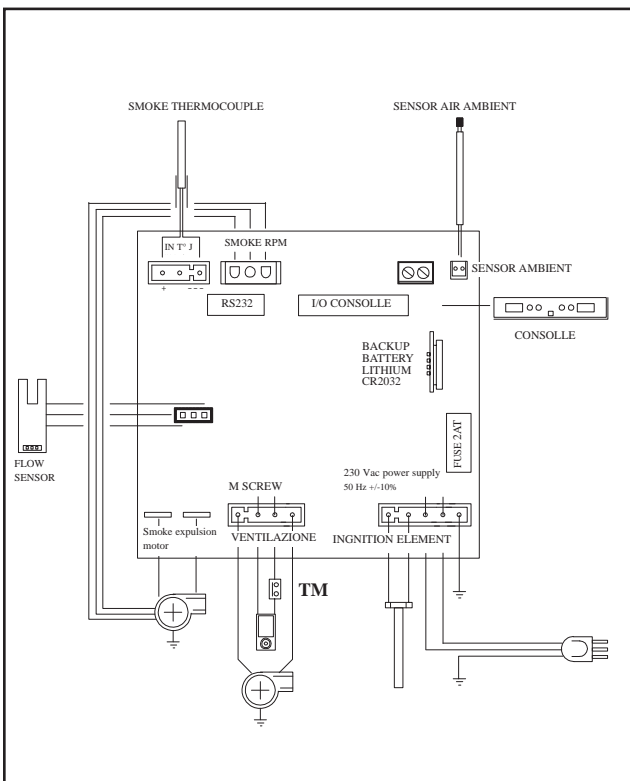 SMOKE THERMOCOUPLE
SENSOR AIR AMBIENT
IN T° J
SMOKE RPM
+
---
SENSOR AMBIENT
RS232
I/O CONSOLLE
CONSOLLE
BACKUP
BATTERY
LITHIUM
CR2032
FLOW
SENSOR
FUSE 2AT
230 Vac power supply
50 Hz +/-10%
M SCREW
Smoke expulsion
motor
VENTILAZIONE
INGNITION ELEMENT
TM